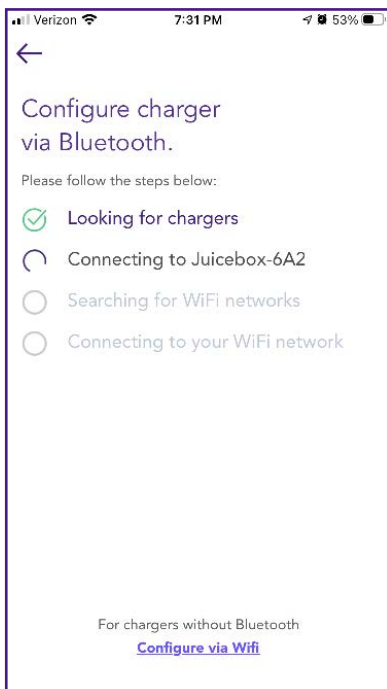 Verizon 7:31 PM 53%
Configure charger
via Bluetooth.
Please follow the steps below:
Looking for chargers
Connecting to Juicebox-6A2
Searching for WiFi networks
Connecting to your WiFi network
For chargers without Bluetooth
Configure via Wifi